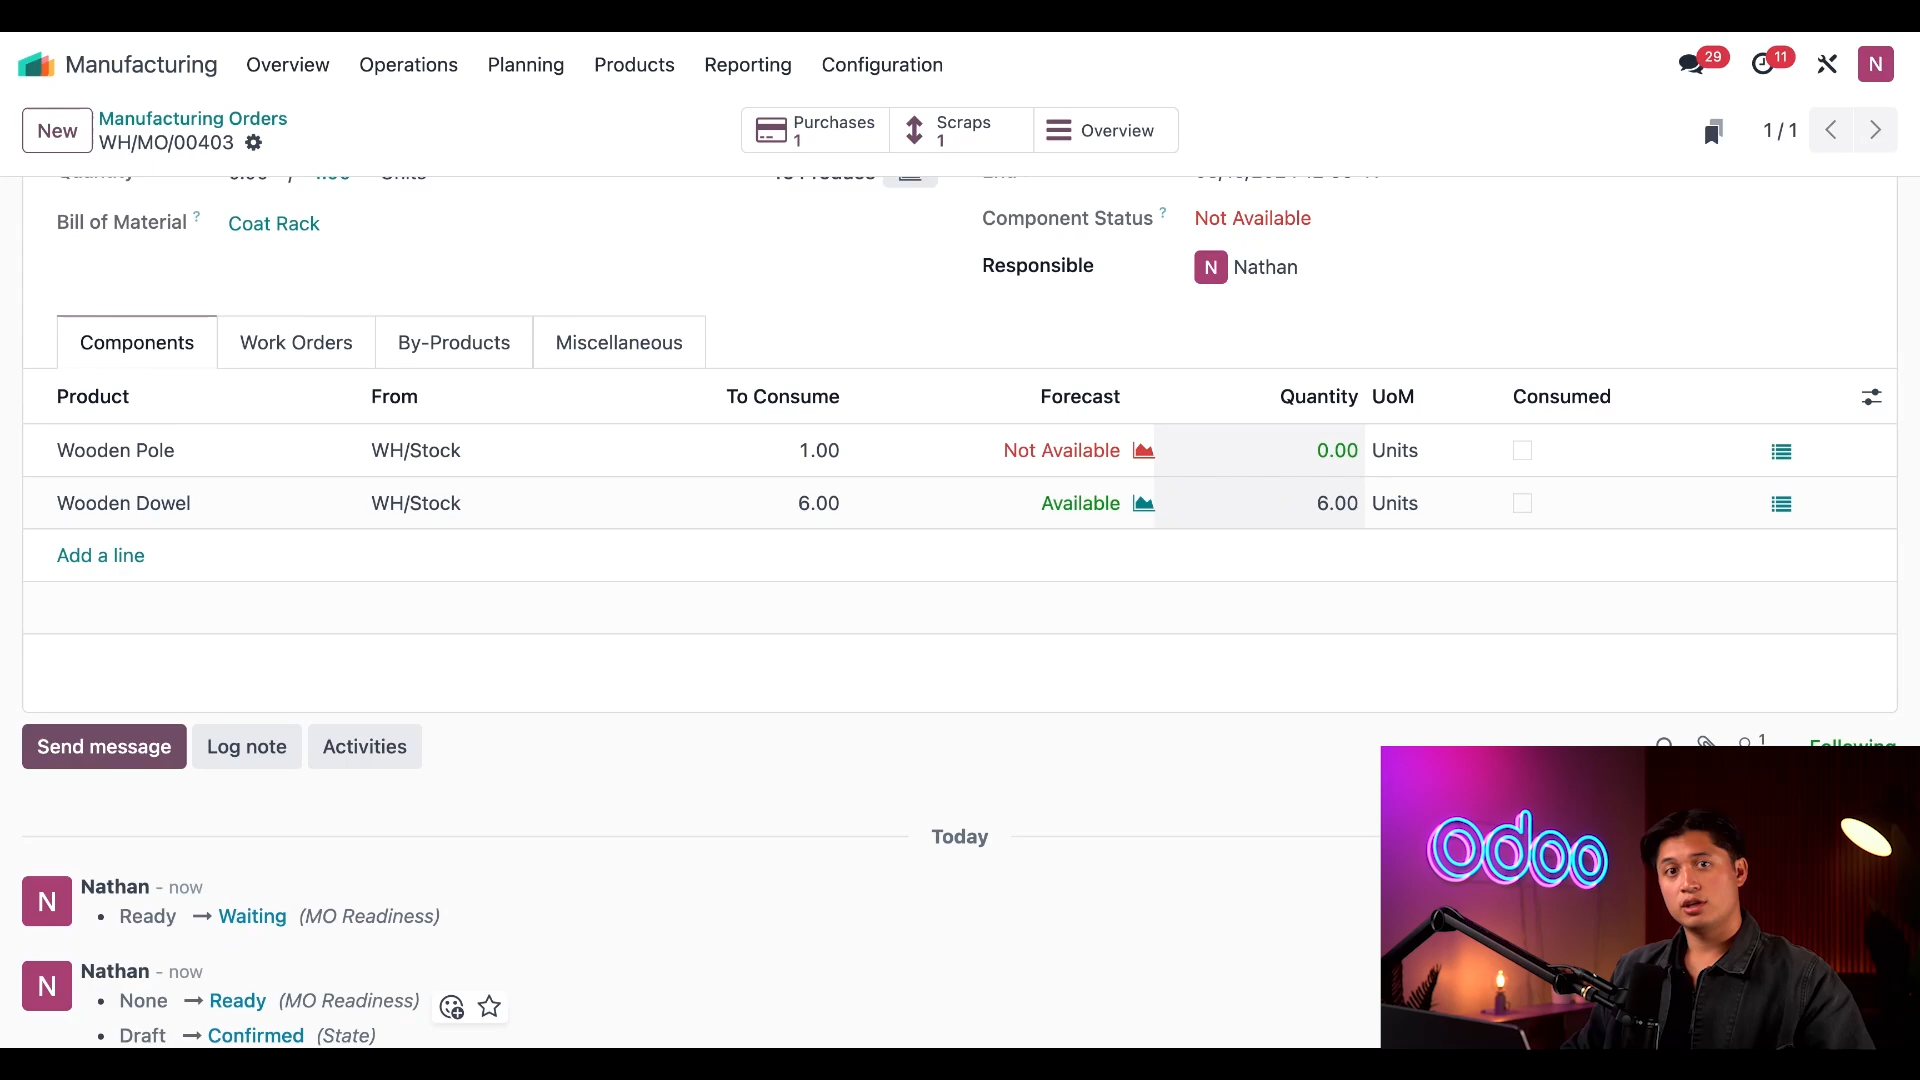 Manufacturing Overview Operations Planning Products Reporting Configuration 29 11 N
New Manufacturing Orders Purchases 1 Scraps 1 Overview 1 / 1
WH/MO/00403
Quantity / Units
Bill of Material ? Coat Rack Component Status ? Not Available
Responsible N Nathan
Components Work Orders By-Products Miscellaneous
Product From To Consume Forecast Quantity UoM Consumed
Wooden Pole WH/Stock 1.00 Not Available 0.00 Units
Wooden Dowel WH/Stock 6.00 Available 6.00 Units
Add a line
Send message Log note Activities 1 Following
Today
N Nathan - now
• Ready → Waiting (MO Readiness)
N Nathan - now
• None → Ready (MO Readiness)
• Draft → Confirmed (State)
odoo